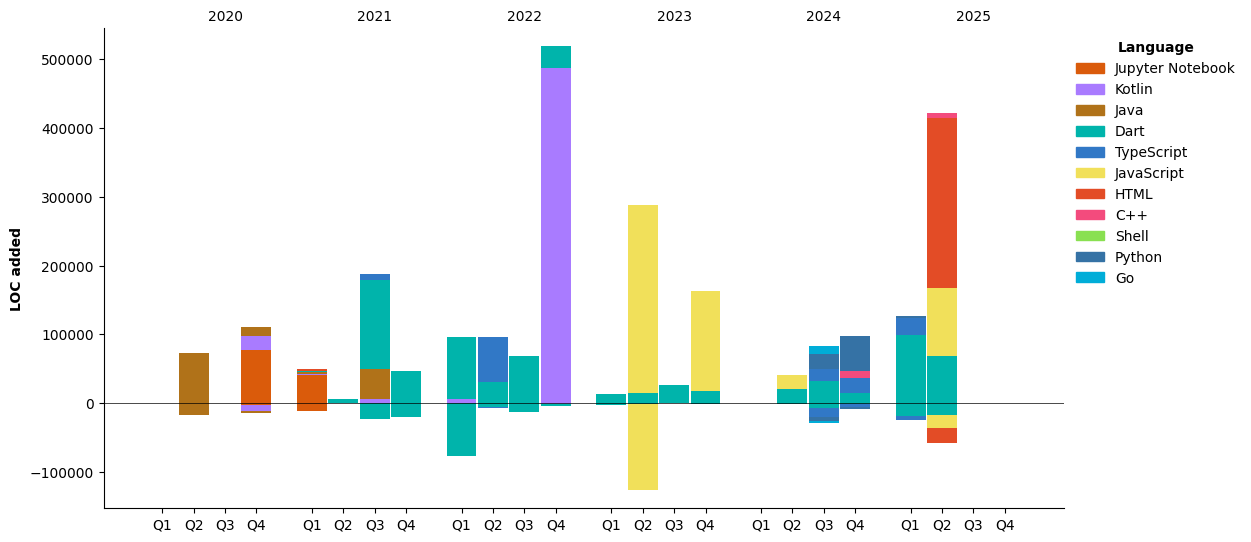 2020 2021 2022 2023 2024 2025
LOC added
500000
400000
300000
200000
100000
0
−100000
Q1 Q2 Q3 Q4 Q1 Q2 Q3 Q4 Q1 Q2 Q3 Q4 Q1 Q2 Q3 Q4 Q1 Q2 Q3 Q4 Q1 Q2 Q3 Q4
Language
Jupyter Notebook
Kotlin
Java
Dart
TypeScript
JavaScript
HTML
C++
Shell
Python
Go